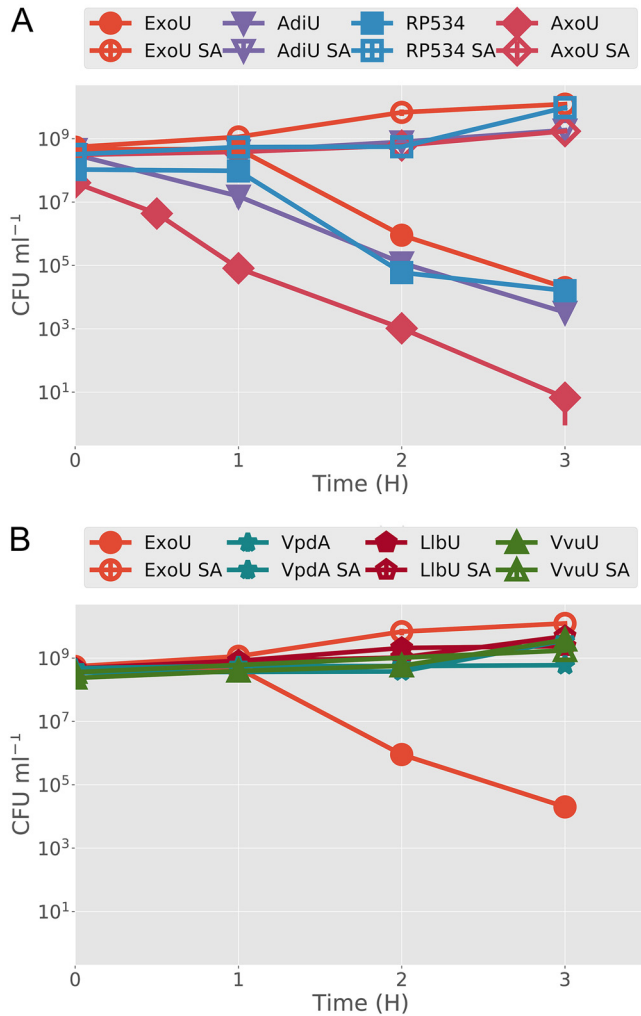 A
ExoU AdiU RP534 AxoU
ExoU SA AdiU SA RP534 SA AxoU SA
10⁹
10⁷
10⁵
10³
10¹
CFU ml⁻¹
0 1 2 3
Time (H)
B
ExoU VpdA LlbU VvuU
ExoU SA VpdA SA LlbU SA VvuU SA
10⁹
10⁷
10⁵
10³
10¹
CFU ml⁻¹
0 1 2 3
Time (H)